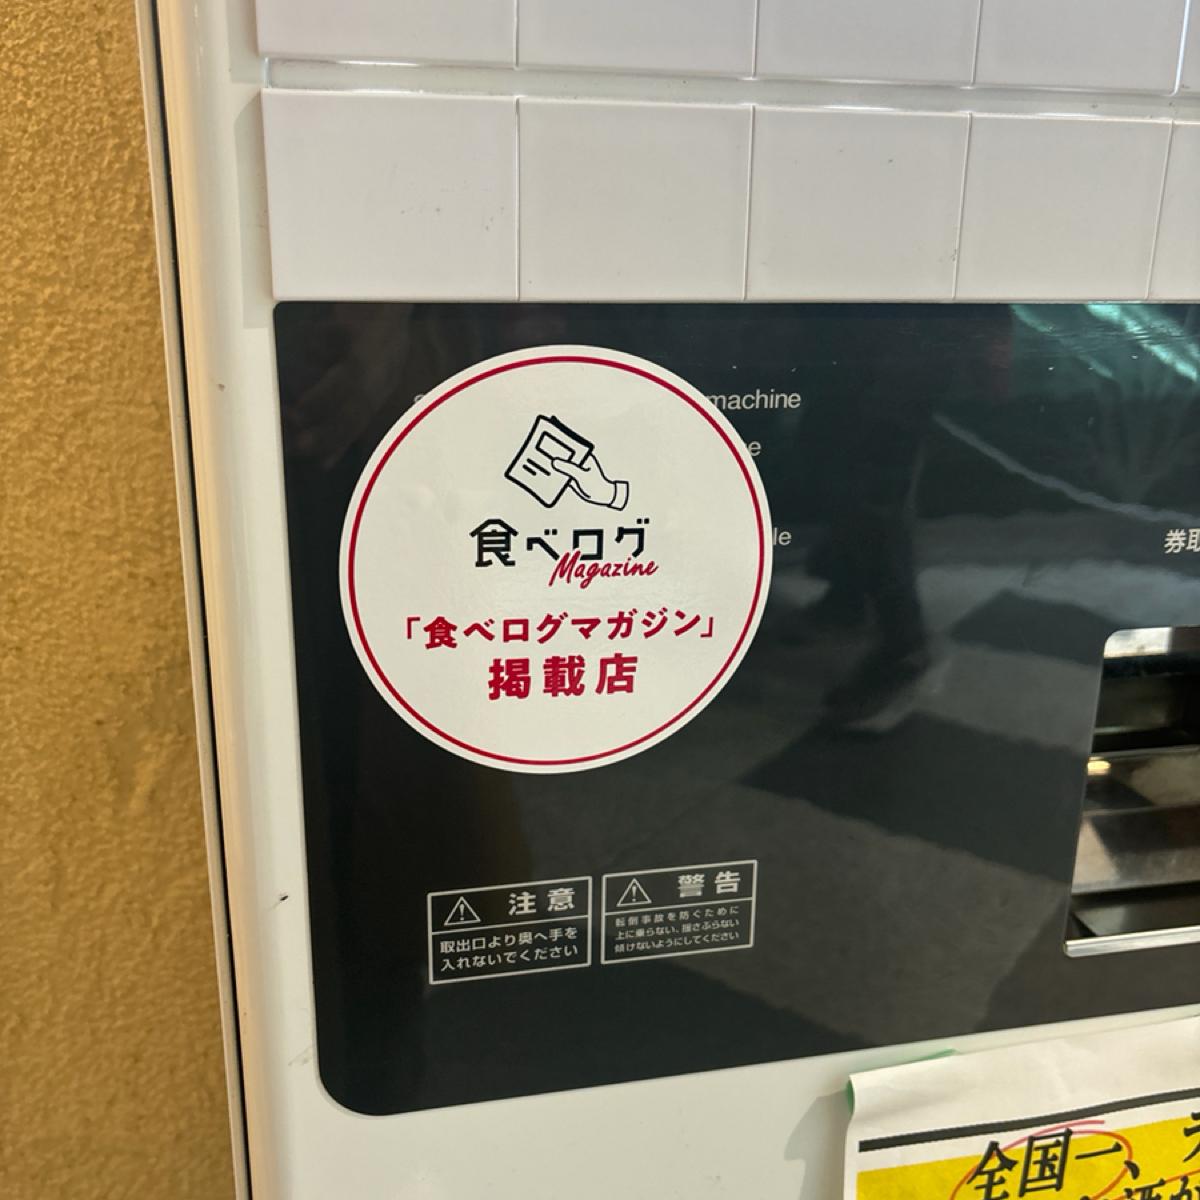 machine
食べログ
Magazine
「食べログマガジン」
掲載店
注意
取出口より奥へ手を
入れないでください
警告
転倒事故を防ぐために
上に乗らない、揺さぶらない
傾けないようにしてください
全国一、